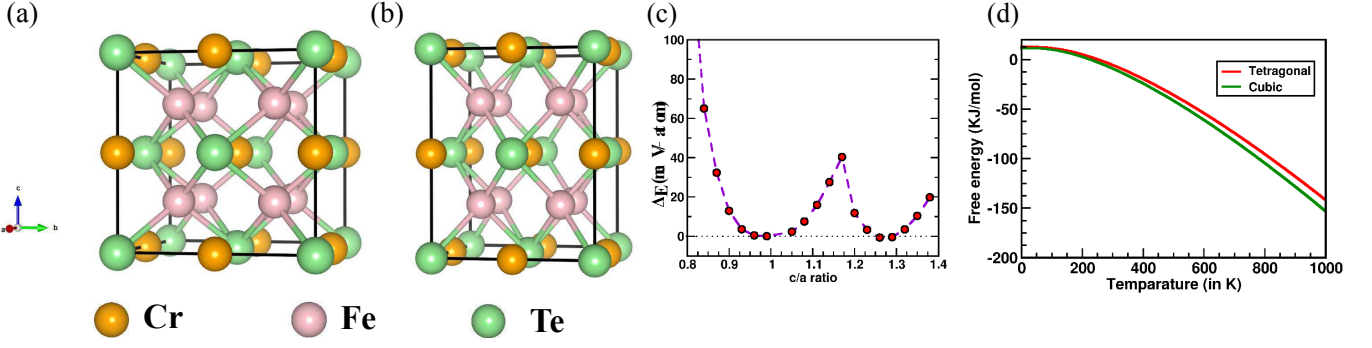 (a)
(b)
(c)
(d)
c
a
b
Cr
Fe
Te
100
80
60
40
20
0
ΔE (m V-atom)
0.8 0.9 1 1.1 1.2 1.3 1.4
c/a ratio
0
-50
-100
-150
-200
Free energy (KJ/mol)
Tetragonal
Cubic
0 200 400 600 800 1000
Temparature (in K)